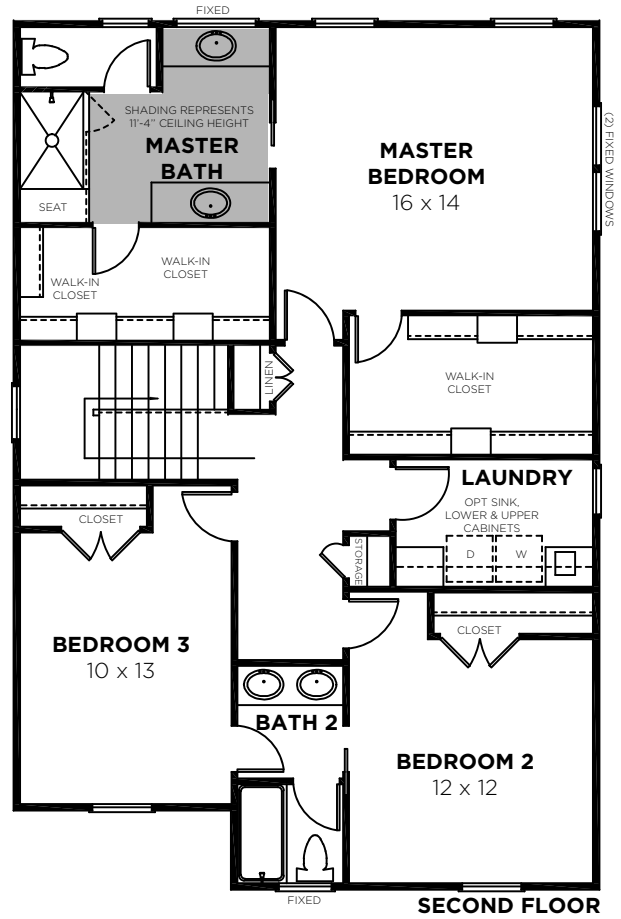 FIXED
SHADING REPRESENTS
11'-4" CEILING HEIGHT
MASTER
BATH
SEAT
MASTER
BEDROOM
16 x 14
(2) FIXED WINDOWS
WALK-IN
CLOSET
WALK-IN
CLOSET
LINEN
WALK-IN
CLOSET
LAUNDRY
OPT SINK,
LOWER & UPPER
CABINETS
D
W
STORAGE
CLOSET
CLOSET
BEDROOM 3
10 x 13
BATH 2
BEDROOM 2
12 x 12
FIXED
SECOND FLOOR